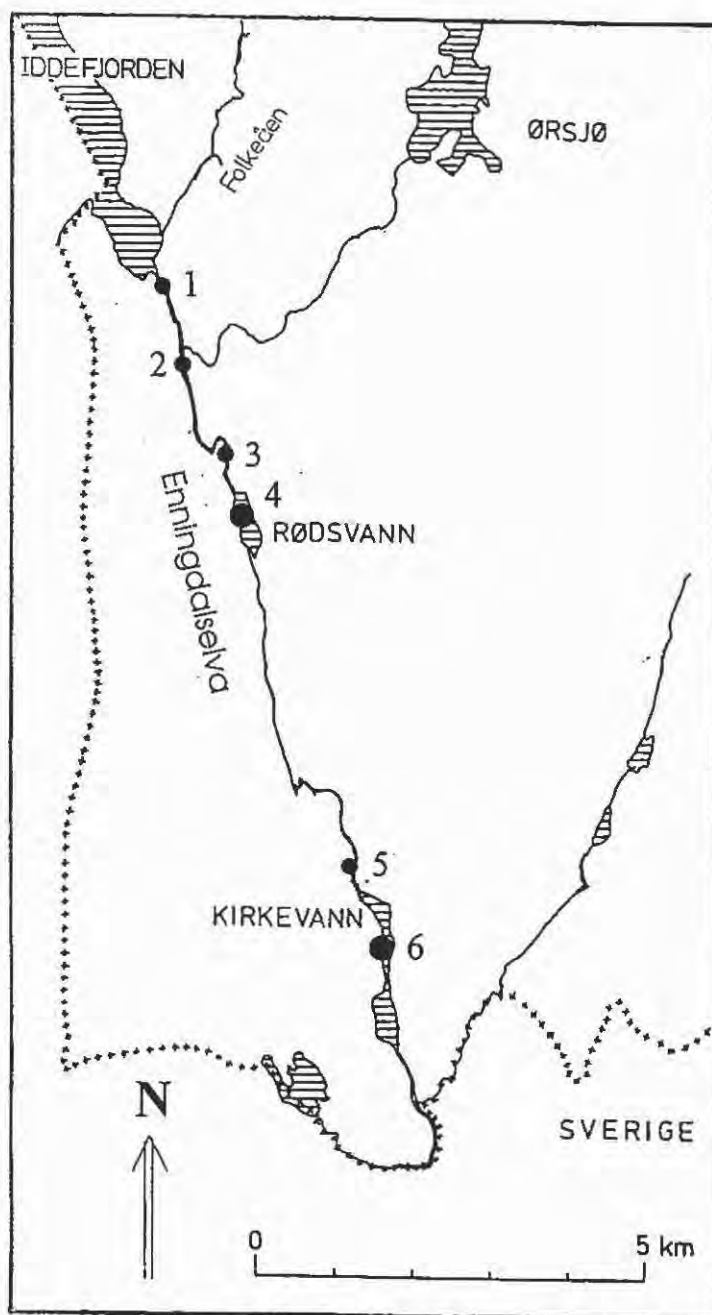 IDDEFJORDEN
ØRSJØ
Folkeåen
1
2
3
4
RØDSVANN
Enningdalselva
5
KIRKEVANN
6
N
SVERIGE
0
5 km